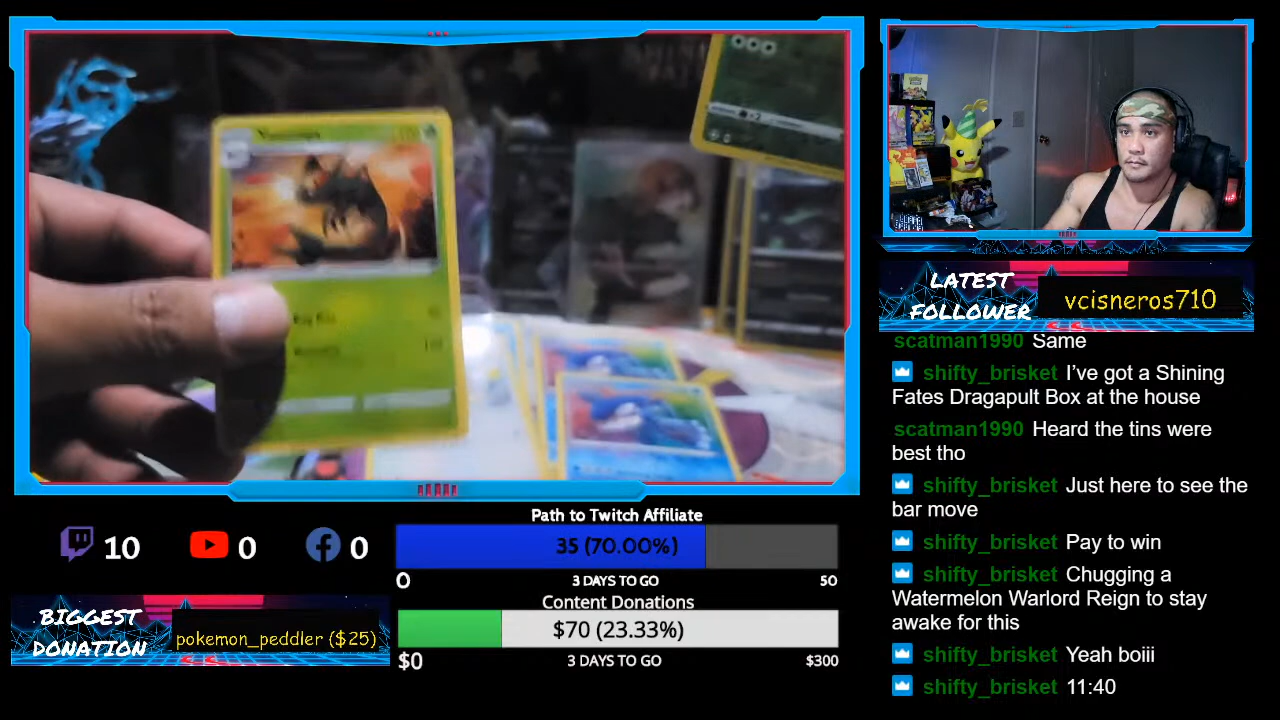 LATEST
FOLLOWER
vcisneros710
scatman1990 Same
shifty_brisket I've got a Shining
Fates Dragapult Box at the house
scatman1990 Heard the tins were
best tho
shifty_brisket Just here to see the
bar move
shifty_brisket Pay to win
shifty_brisket Chugging a
Watermelon Warlord Reign to stay
awake for this
shifty_brisket Yeah boiii
shifty_brisket 11:40
10
0
0
BIGGEST
DONATION
pokemon_peddler ($25)
Path to Twitch Affiliate
35 (70.00%)
0 3 DAYS TO GO 50
Content Donations
$70 (23.33%)
$0 3 DAYS TO GO $300